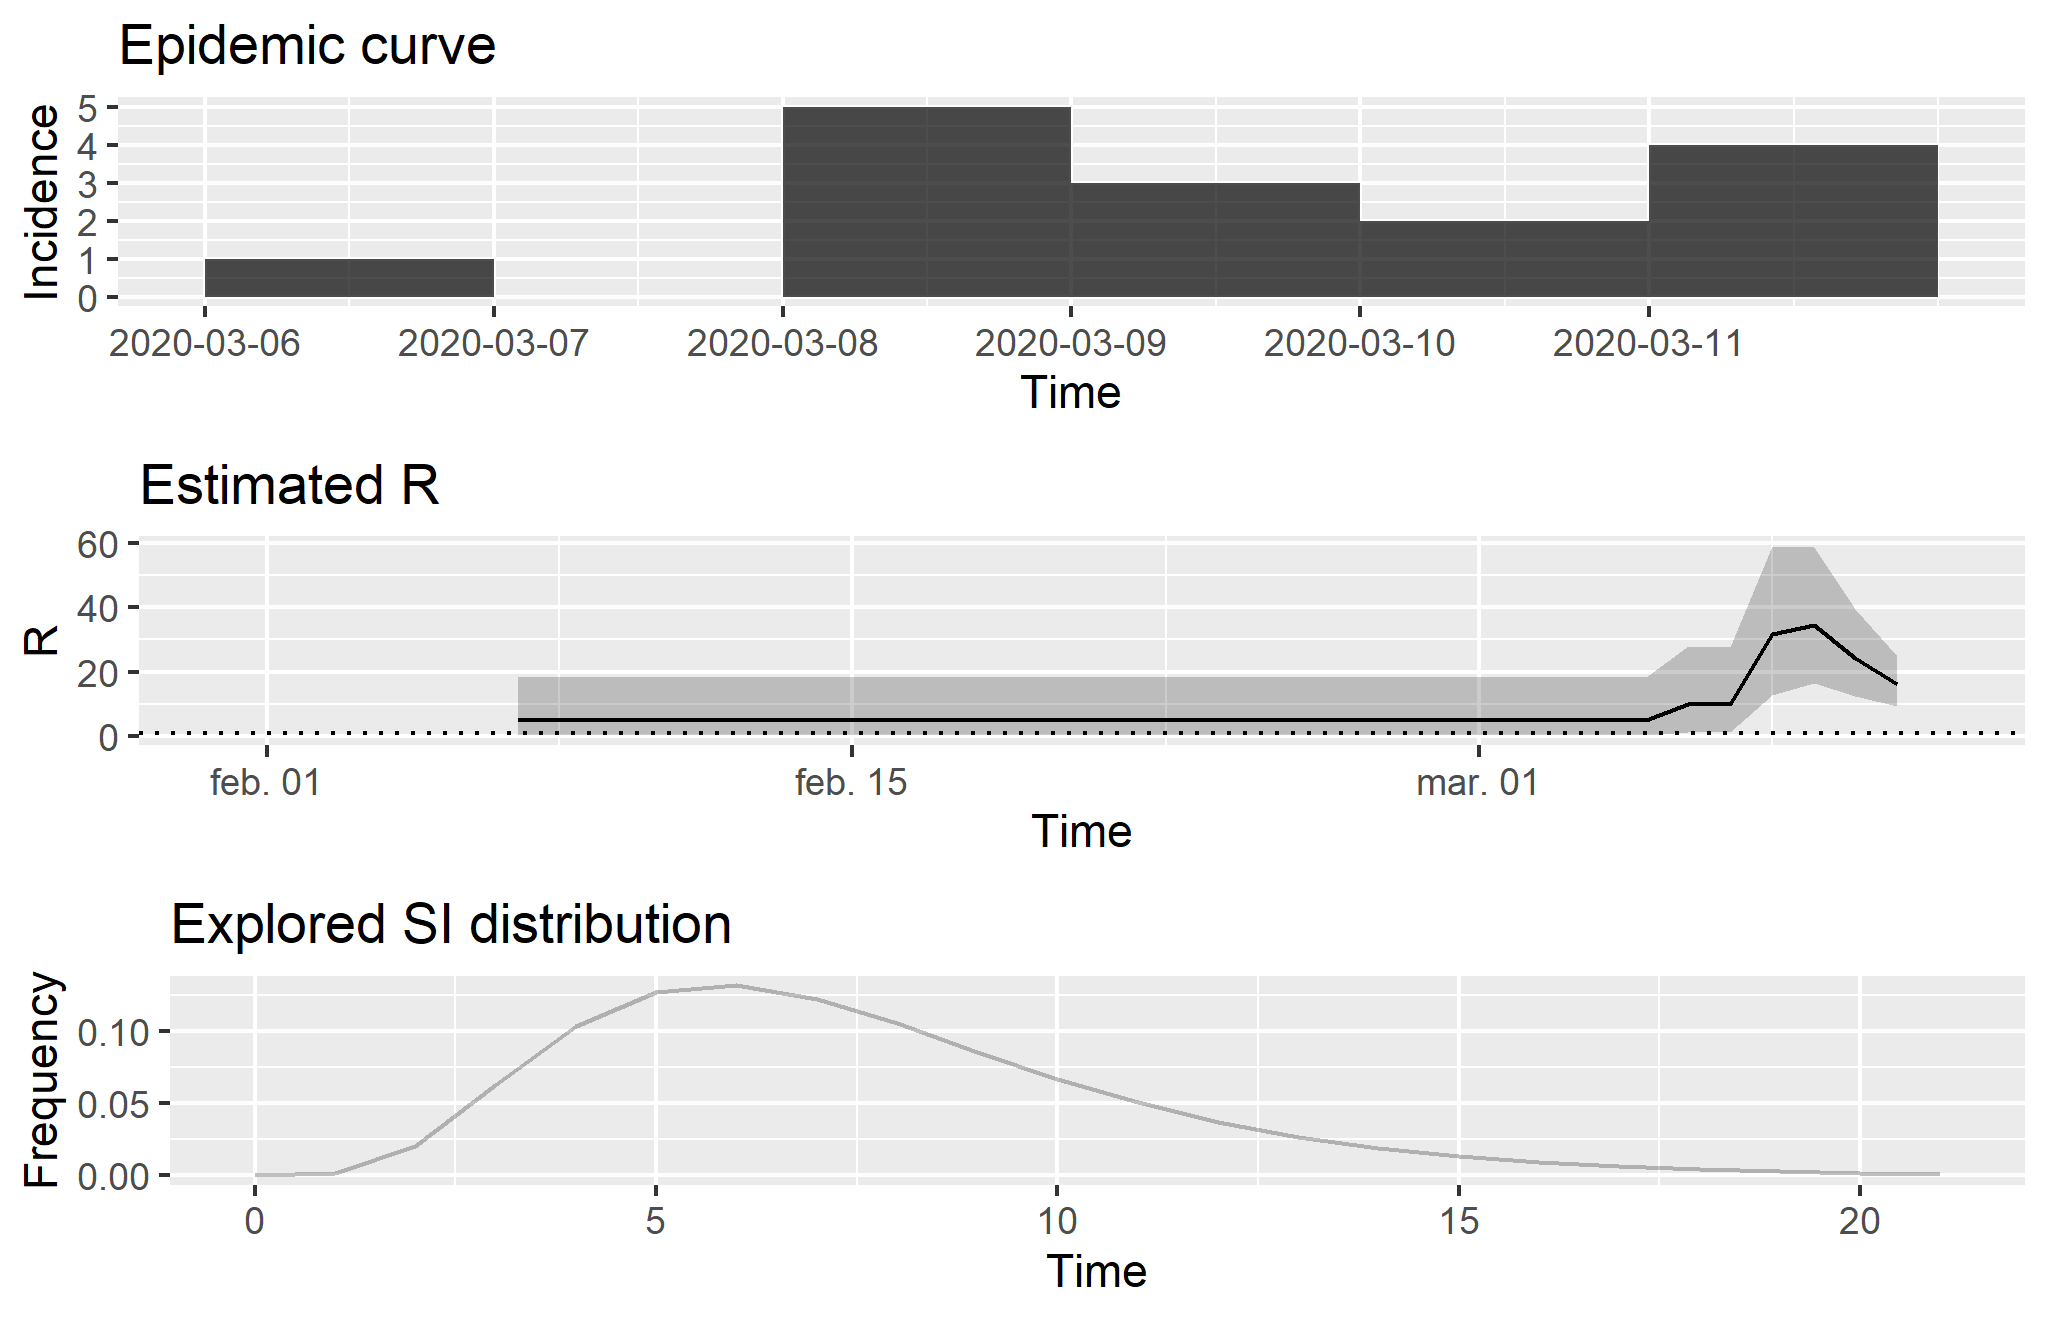 Epidemic curve
Incidence
5
4
3
2
1
0
2020-03-06 2020-03-07 2020-03-08 2020-03-09 2020-03-10 2020-03-11
Time
Estimated R
R
60
40
20
0
feb. 01 feb. 15 mar. 01
Time
Explored SI distribution
Frequency
0.10
0.05
0.00
0 5 10 15 20
Time